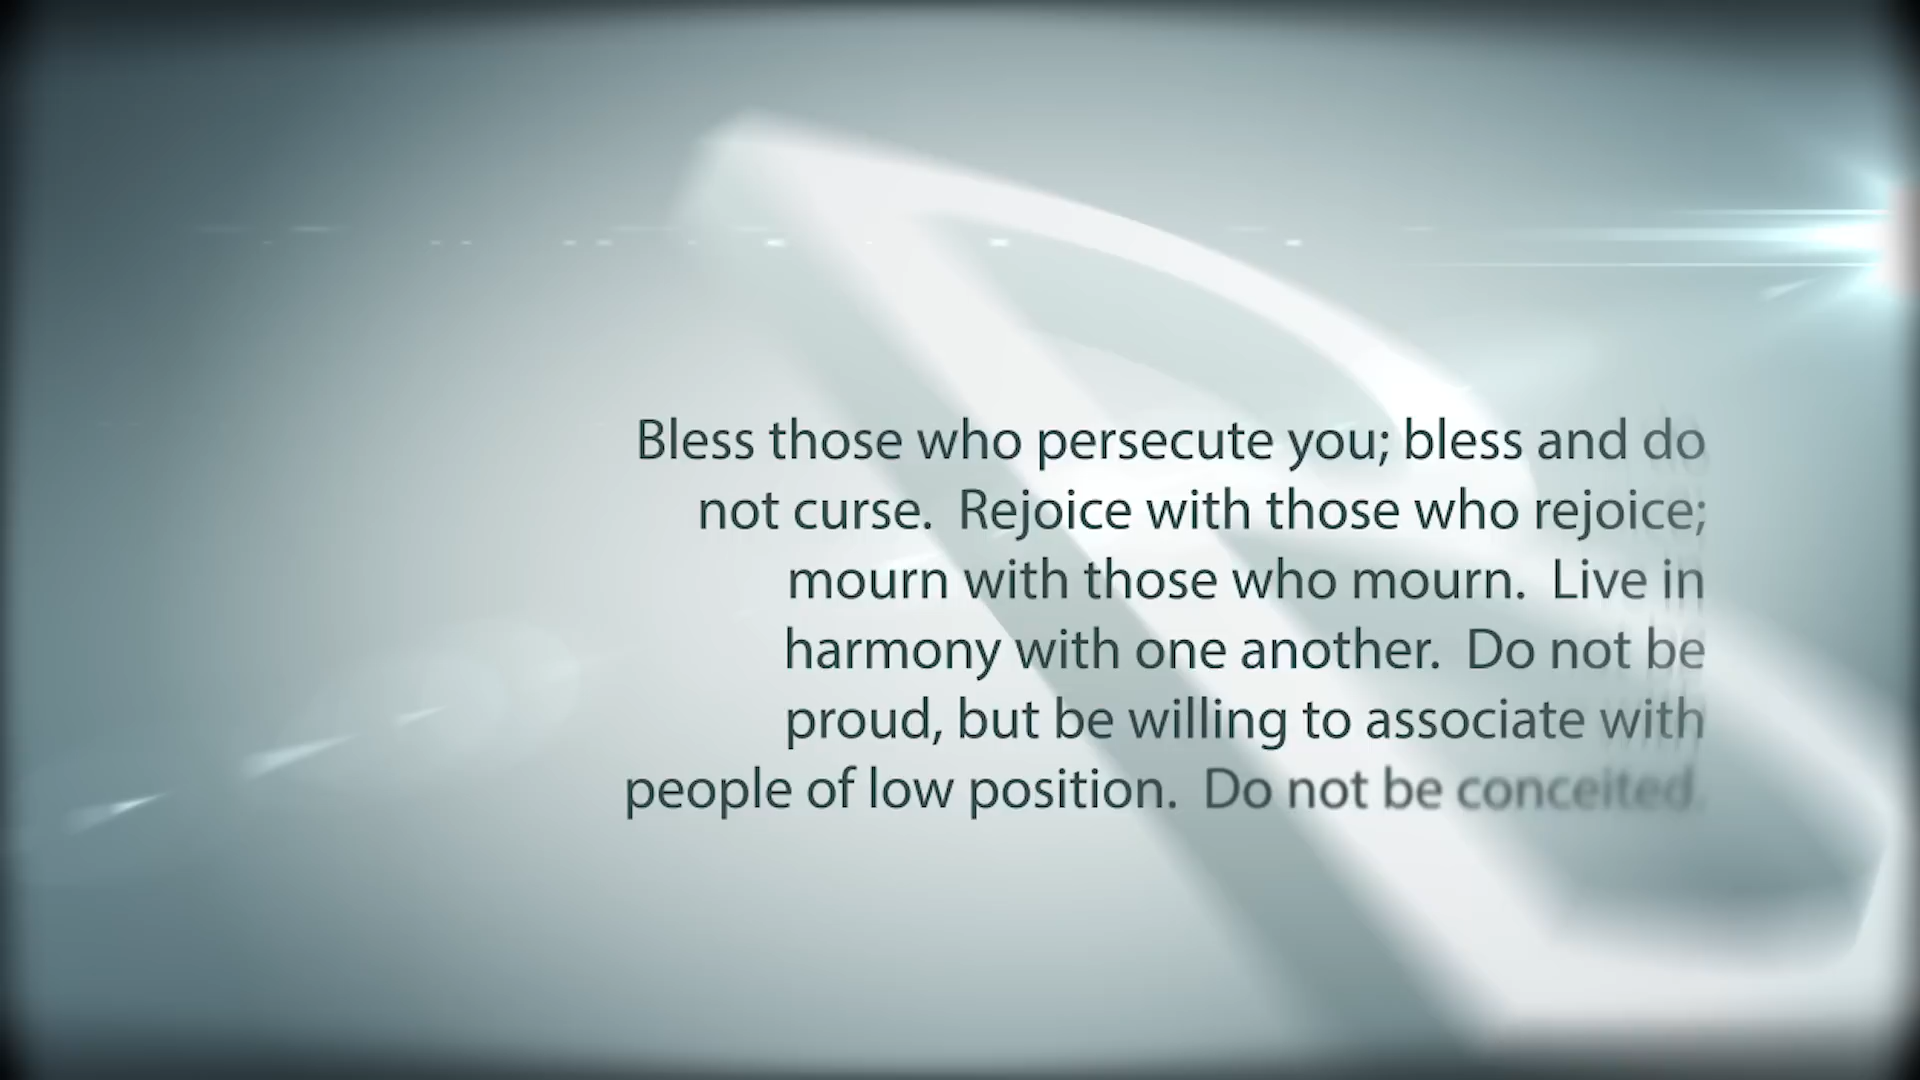 Bless those who persecute you; bless and do
not curse.  Rejoice with those who rejoice;
mourn with those who mourn.  Live in
harmony with one another.  Do not be
proud, but be willing to associate with
people of low position.  Do not be conceited.